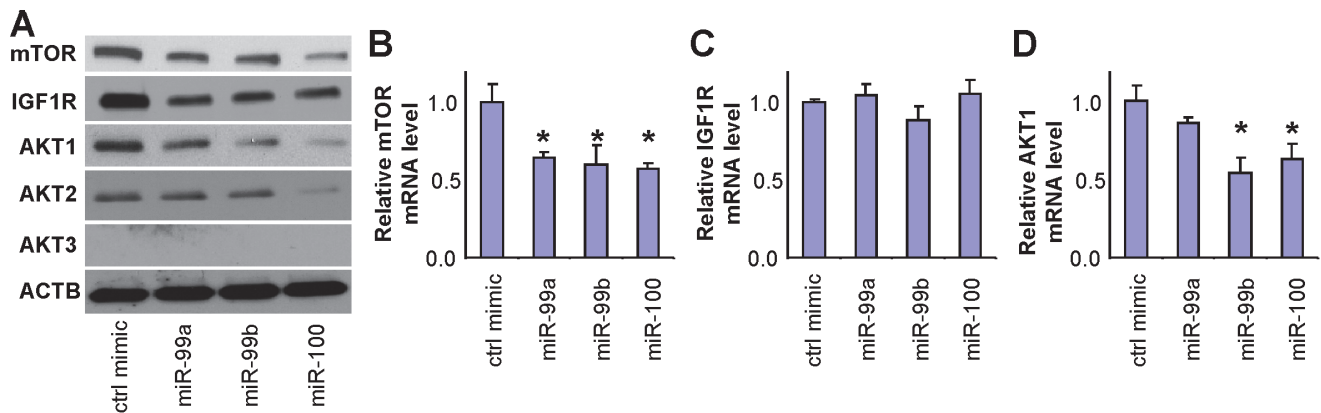 A
mTOR
IGF1R
AKT1
AKT2
AKT3
ACTB
ctrl mimic
miR-99a
miR-99b
miR-100
B
Relative mTOR
mRNA level
1.0
0.5
0.0
*
*
*
ctrl mimic
miR-99a
miR-99b
miR-100
C
Relative IGF1R
mRNA level
1.0
0.5
0.0
ctrl mimic
miR-99a
miR-99b
miR-100
D
Relative AKT1
mRNA level
1.0
0.5
0.0
*
*
ctrl mimic
miR-99a
miR-99b
miR-100